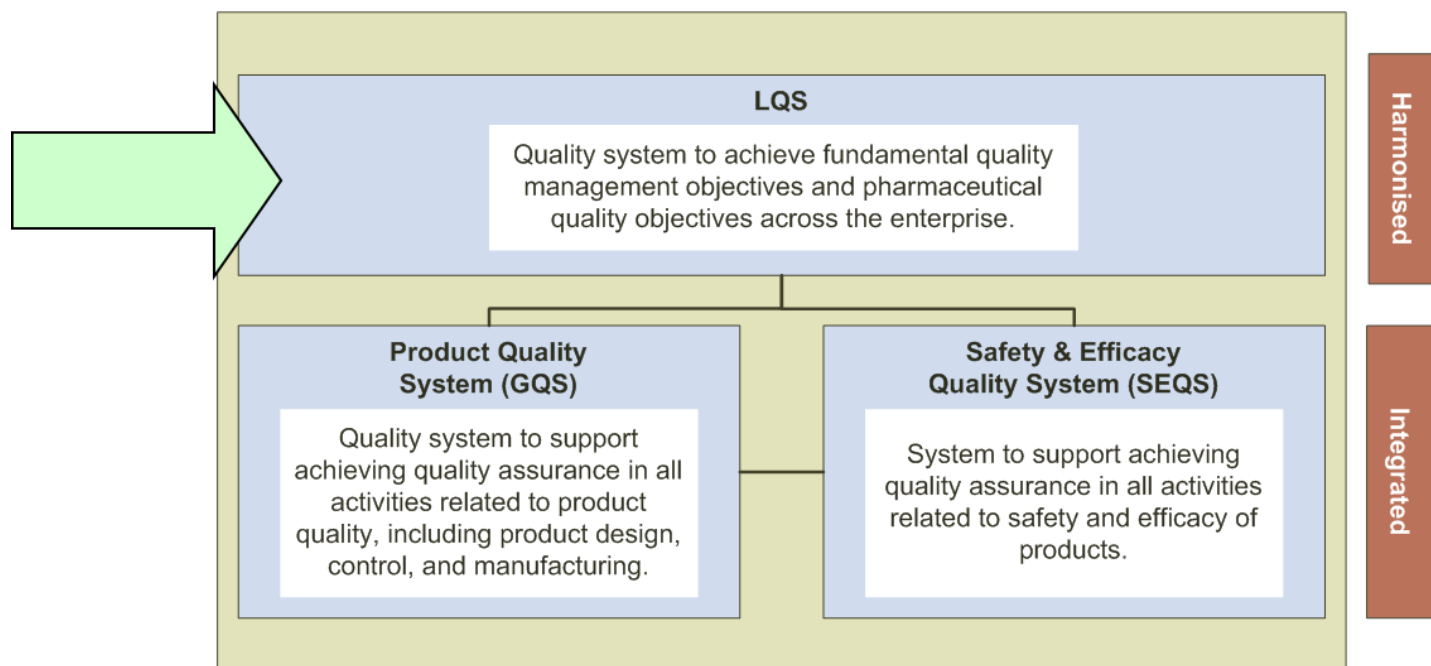 LQS
Quality system to achieve fundamental quality
management objectives and pharmaceutical
quality objectives across the enterprise.
Harmonised
Product Quality
System (GQS)
Quality system to support
achieving quality assurance in all
activities related to product
quality, including product design,
control, and manufacturing.
Safety & Efficacy
Quality System (SEQS)
System to support achieving
quality assurance in all activities
related to safety and efficacy of
products.
Integrated